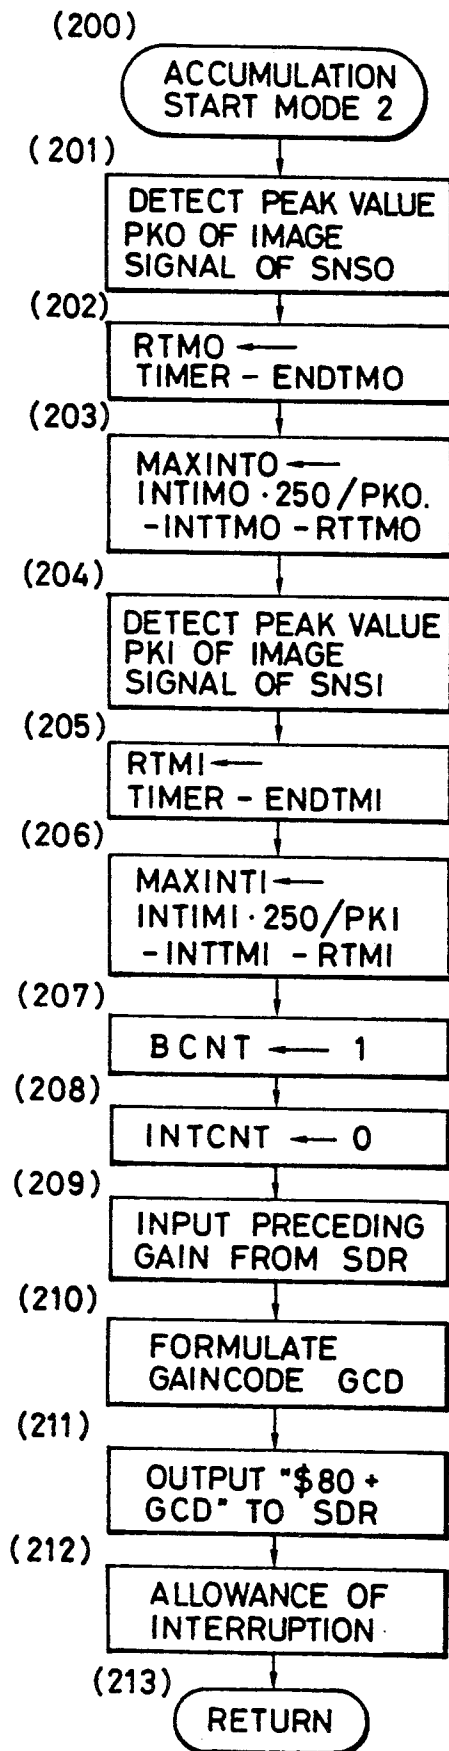 (200)
ACCUMULATION
START MODE 2
(201)
DETECT PEAK VALUE
PKO OF IMAGE
SIGNAL OF SNSO
(202)
RTMO ←
TIMER - ENDTMO
(203)
MAXINTO ←
INTIMO · 250/PKO.
- INTTMO - RTTMO
(204)
DETECT PEAK VALUE
PKI OF IMAGE
SIGNAL OF SNSI
(205)
RTMI ←
TIMER - ENDTMI
(206)
MAXINTI ←
INTIMI · 250/PKI
- INTTMI - RTMI
(207)
BCNT ← 1
(208)
INTCNT ← 0
(209)
INPUT PRECEDING
GAIN FROM SDR
(210)
FORMULATE
GAINCODE GCD
(211)
OUTPUT "$80 +
GCD" TO SDR
(212)
ALLOWANCE OF
INTERRUPTION
(213)
RETURN